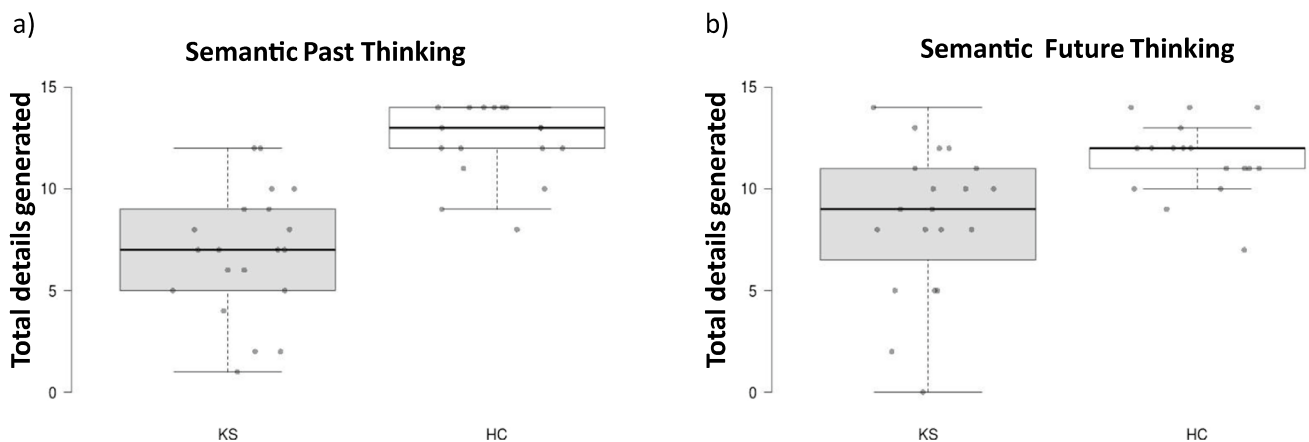 a)
Semantic Past Thinking
Total details generated
15
10
5
0
KS
HC
b)
Semantic Future Thinking
Total details generated
15
10
5
0
KS
HC